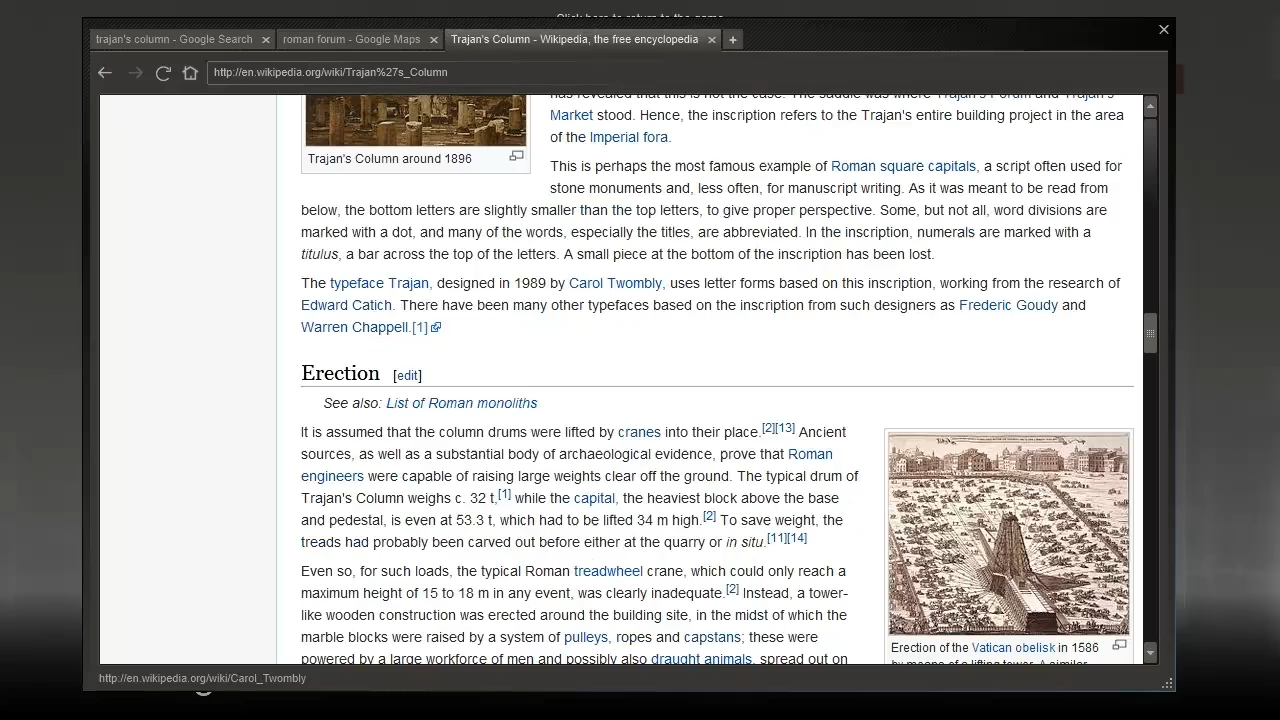 Click here to return to the game
trajan's column - Google Search
roman forum - Google Maps
Trajan's Column - Wikipedia, the free encyclopedia
http://en.wikipedia.org/wiki/Trajan%27s_Column
has revealed that this is not the case. The saddle was where Trajan's Forum and Trajan's
Market stood. Hence, the inscription refers to the Trajan's entire building project in the area
of the Imperial fora.
Trajan's Column around 1896
This is perhaps the most famous example of Roman square capitals, a script often used for
stone monuments and, less often, for manuscript writing. As it was meant to be read from
below, the bottom letters are slightly smaller than the top letters, to give proper perspective. Some, but not all, word divisions are
marked with a dot, and many of the words, especially the titles, are abbreviated. In the inscription, numerals are marked with a
titulus, a bar across the top of the letters. A small piece at the bottom of the inscription has been lost.
The typeface Trajan, designed in 1989 by Carol Twombly, uses letter forms based on this inscription, working from the research of
Edward Catich. There have been many other typefaces based on the inscription from such designers as Frederic Goudy and
Warren Chappell.[1]
Erection [edit]
See also: List of Roman monoliths
It is assumed that the column drums were lifted by cranes into their place.[2][13] Ancient
sources, as well as a substantial body of archaeological evidence, prove that Roman
engineers were capable of raising large weights clear off the ground. The typical drum of
Trajan's Column weighs c. 32 t,[1] while the capital, the heaviest block above the base
and pedestal, is even at 53.3 t, which had to be lifted 34 m high.[2] To save weight, the
treads had probably been carved out before either at the quarry or in situ.[11][14]
Even so, for such loads, the typical Roman treadwheel crane, which could only reach a
maximum height of 15 to 18 m in any event, was clearly inadequate.[2] Instead, a tower-
like wooden construction was erected around the building site, in the midst of which the
marble blocks were raised by a system of pulleys, ropes and capstans; these were
powered by a large workforce of men and possibly also draught animals, spread out on
Erection of the Vatican obelisk in 1586
by means of a lifting tower. A similar
http://en.wikipedia.org/wiki/Carol_Twombly